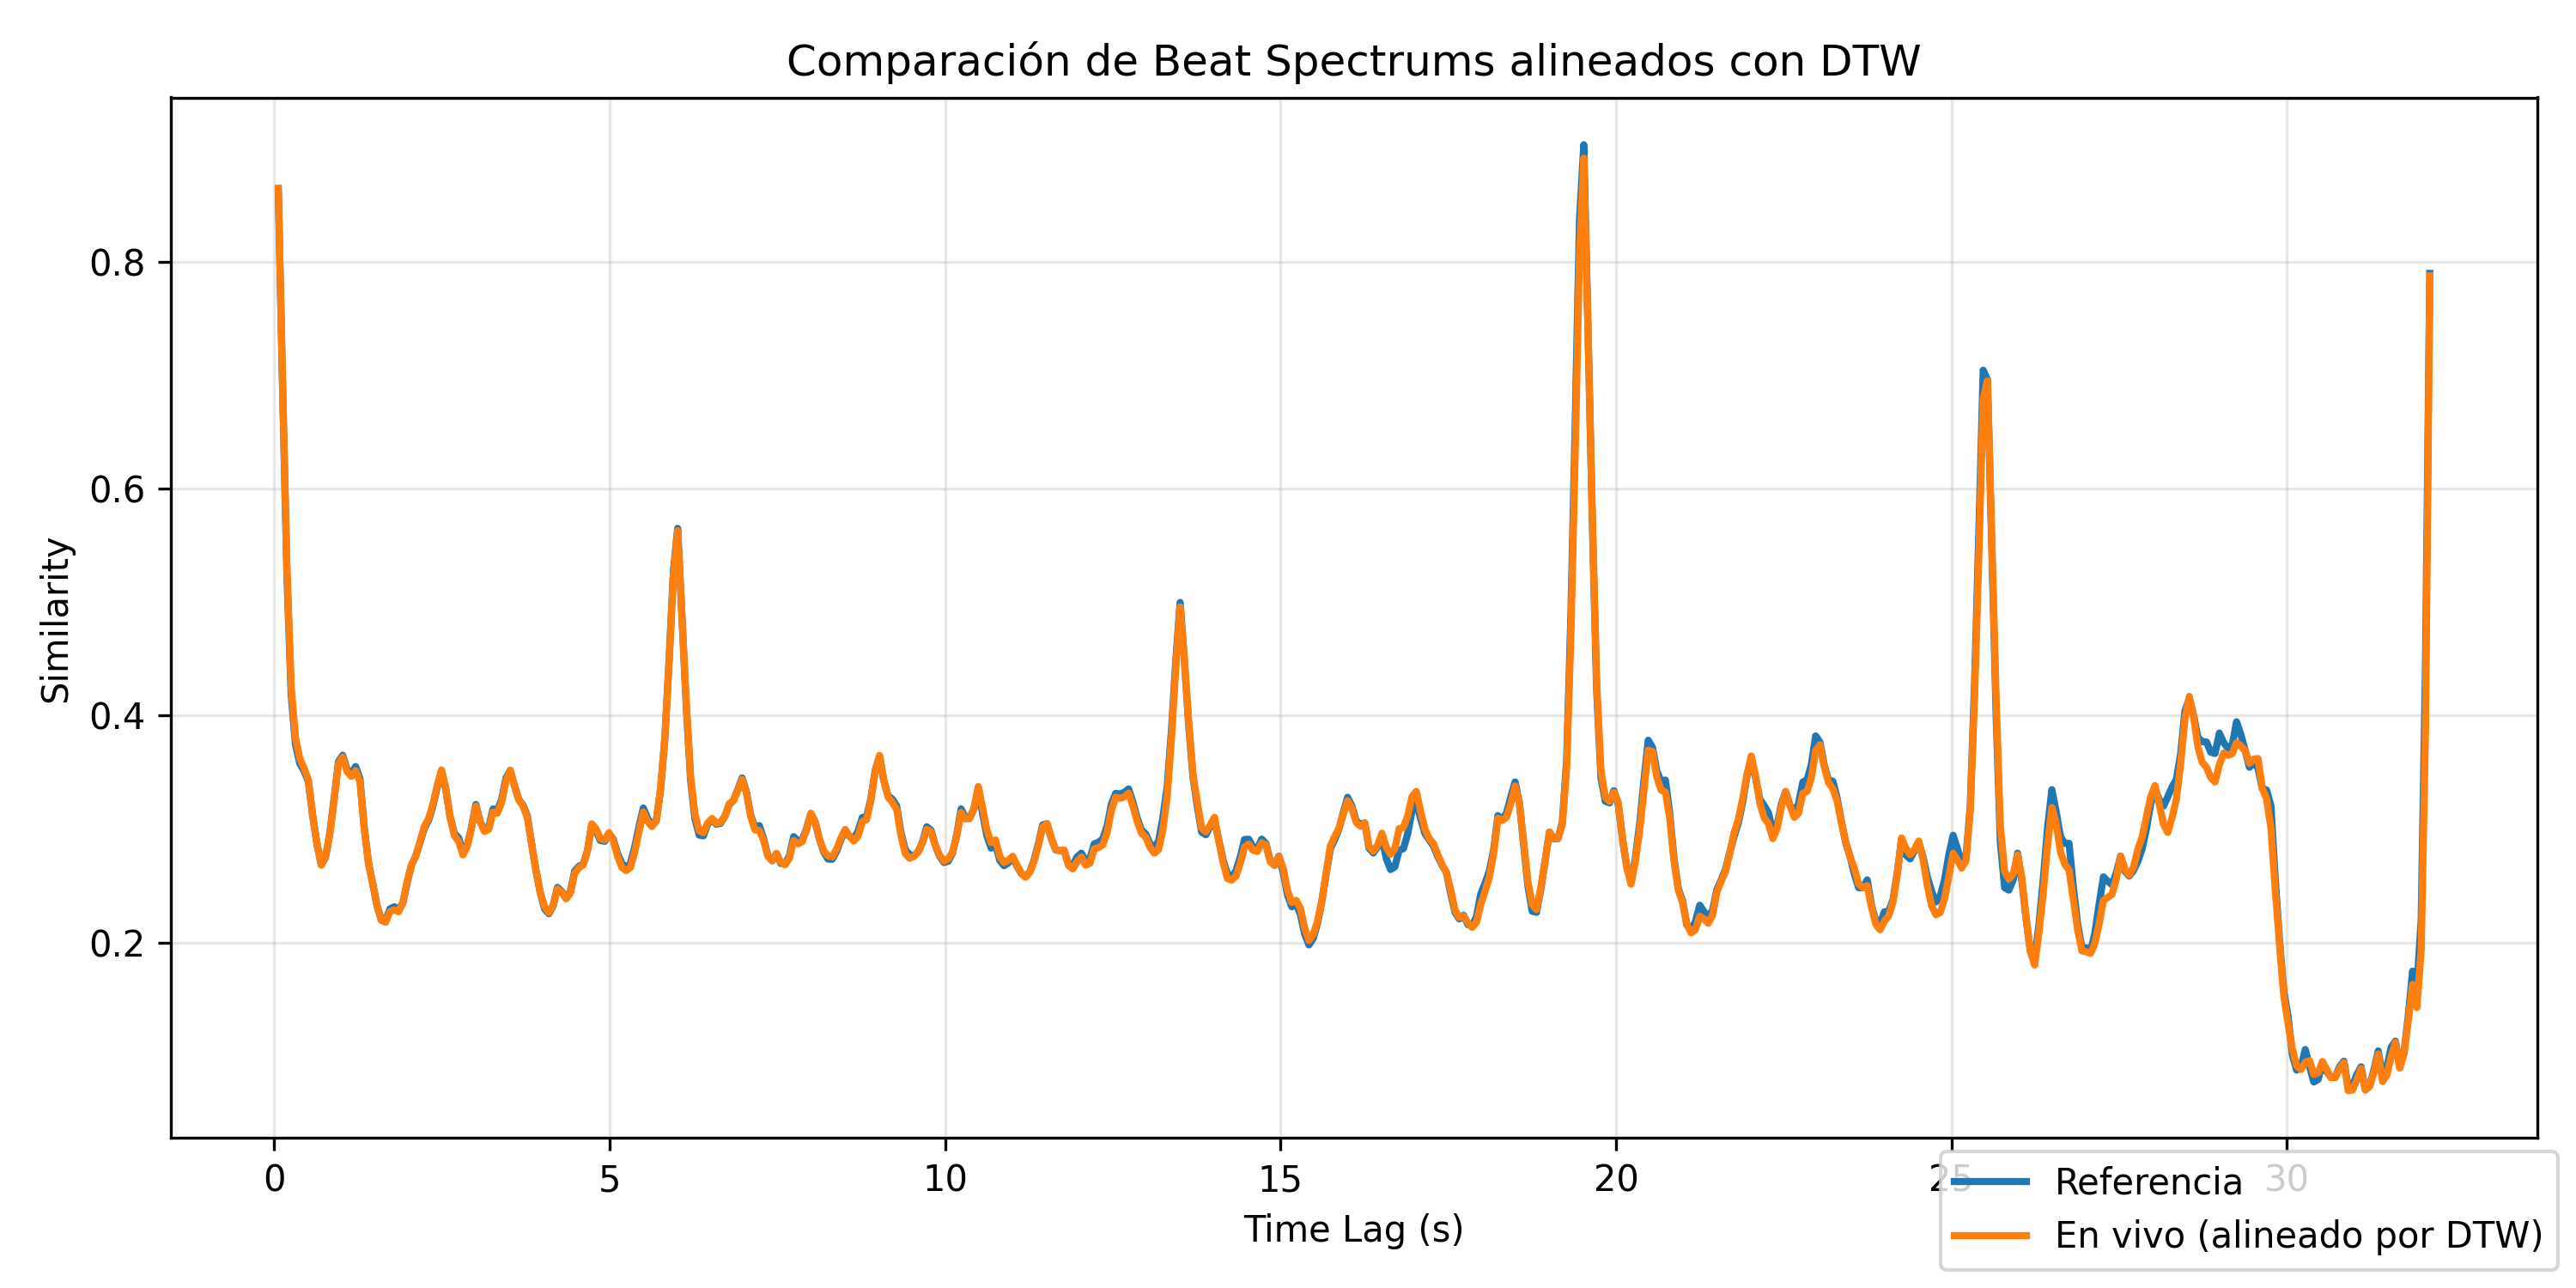 Comparación de Beat Spectrums alineados con DTW
Similarity
0.8
0.6
0.4
0.2
0 5 10 15 20 25 30
Time Lag (s)
Referencia
En vivo (alineado por DTW)